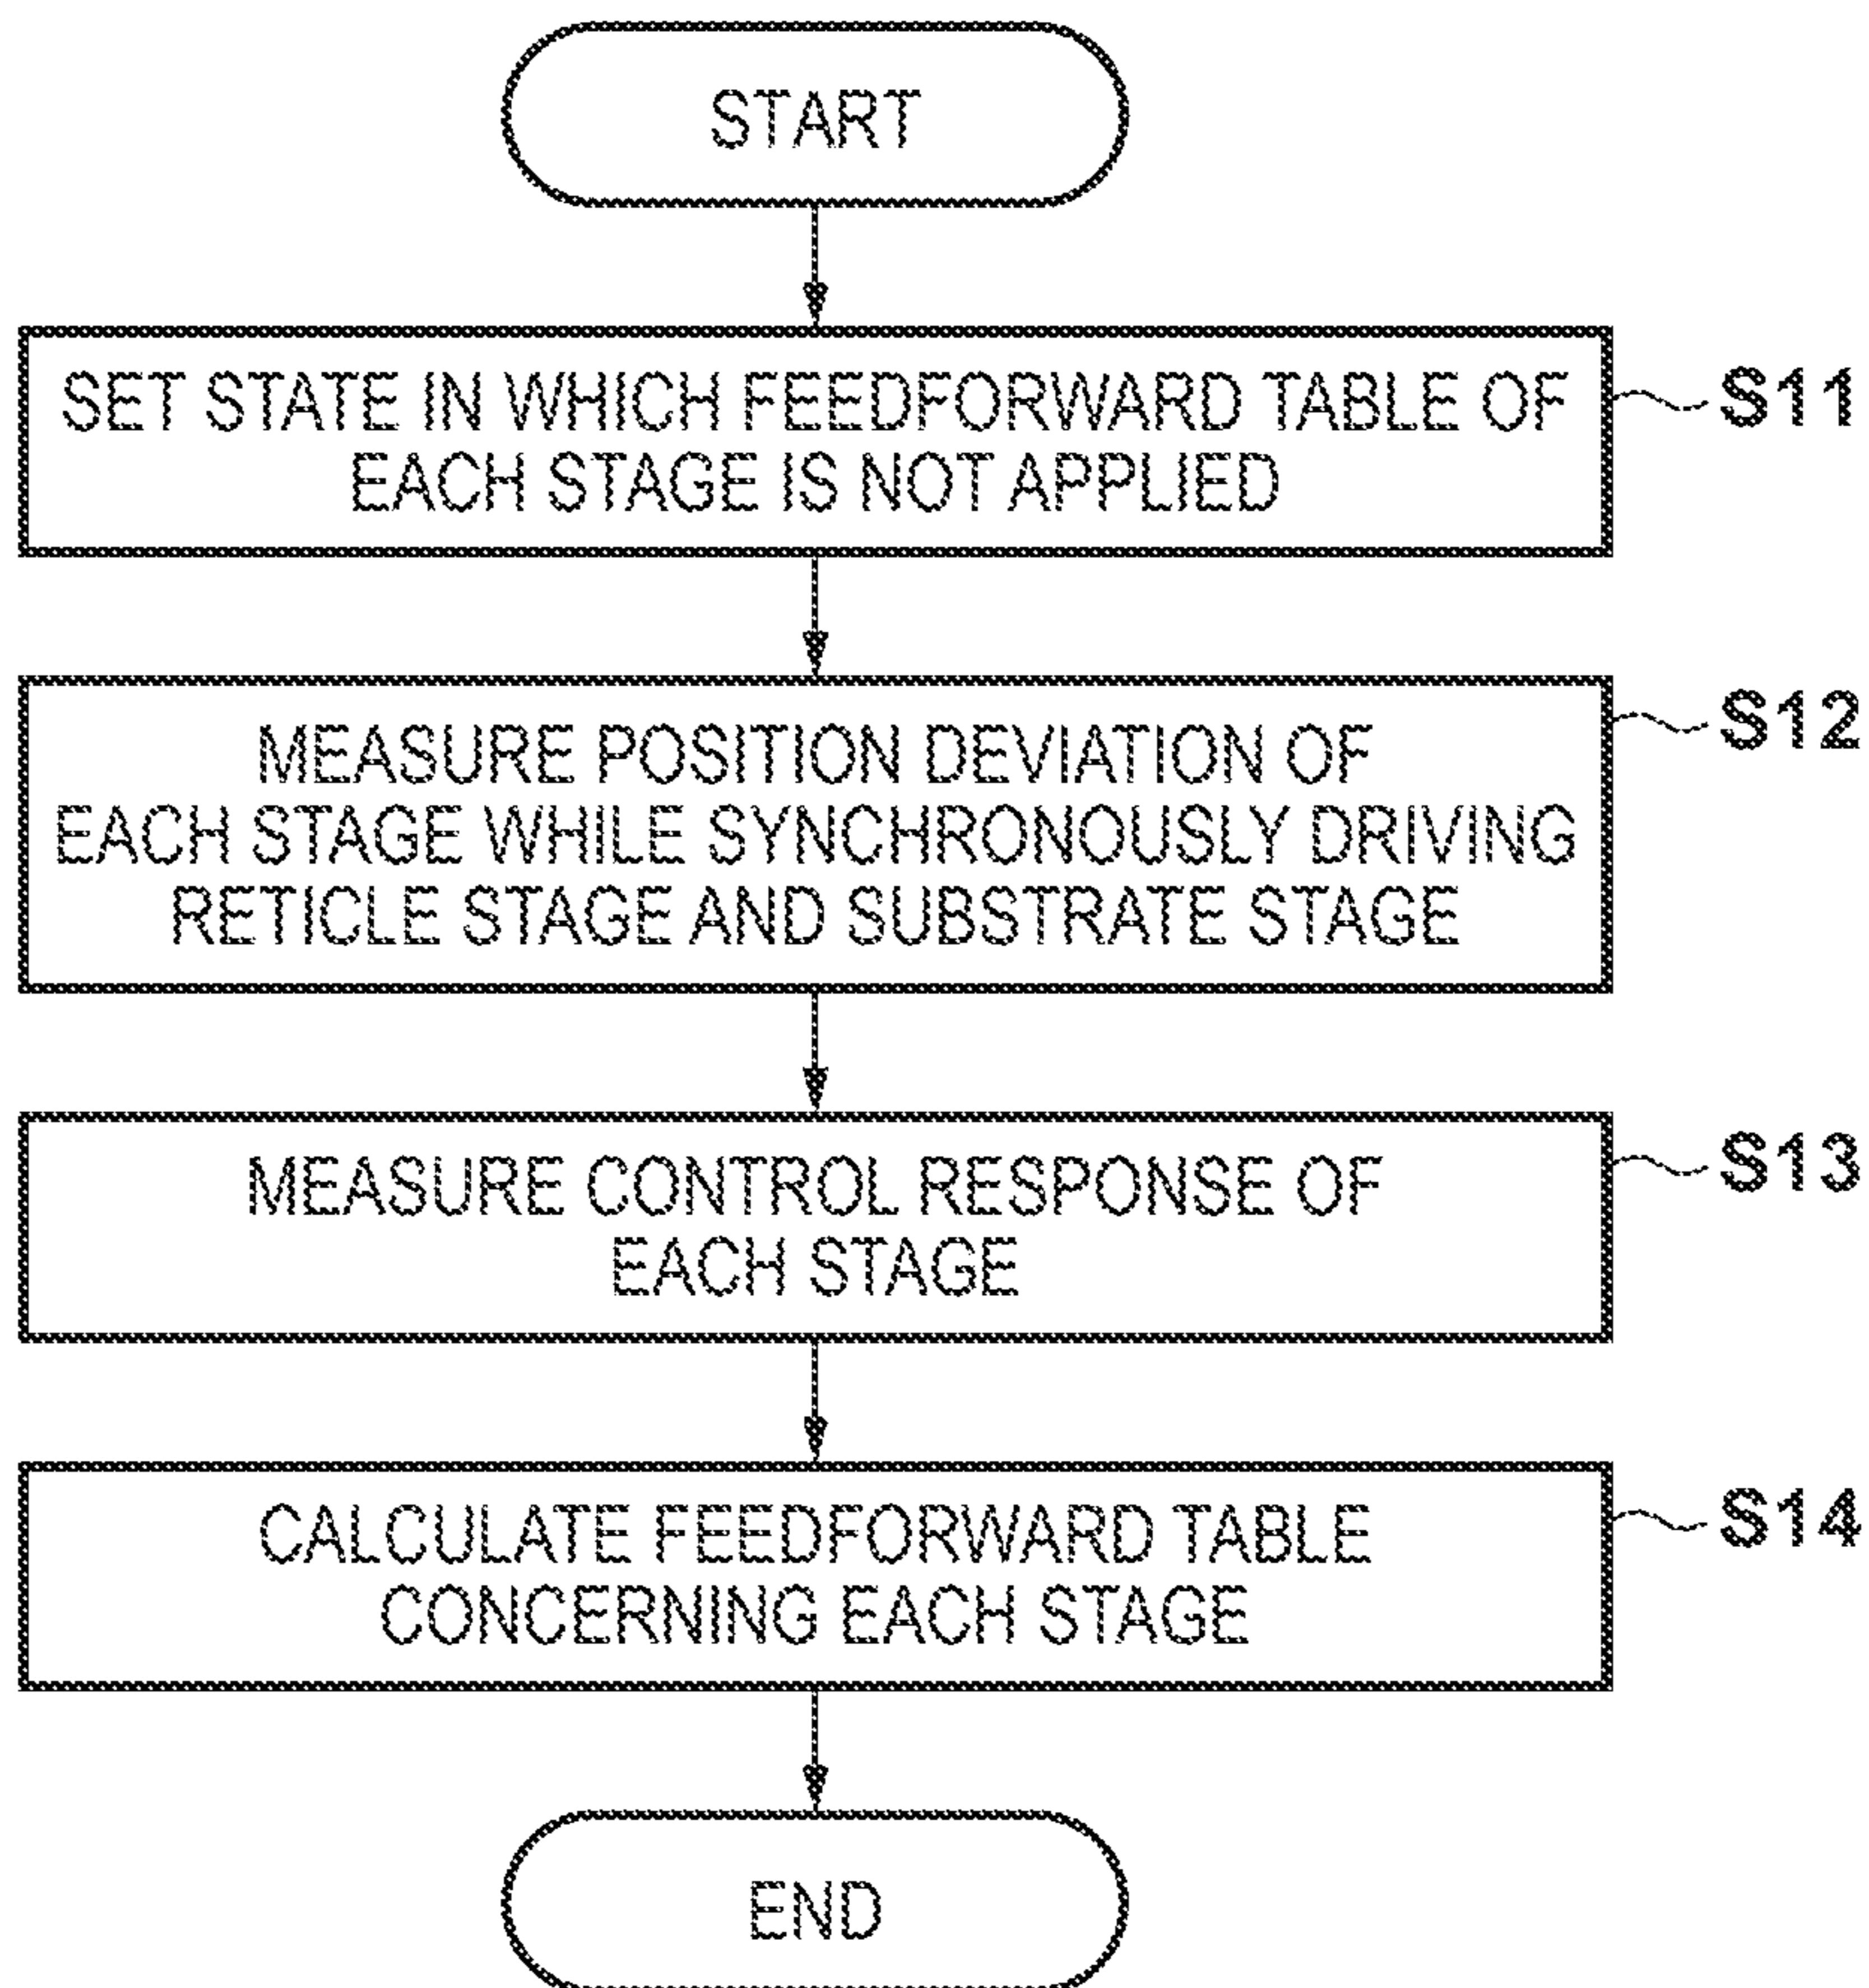 START
SET STATE IN WHICH FEEDFORWARD TABLE OF
EACH STAGE IS NOT APPLIED
S11
MEASURE POSITION DEVIATION OF
EACH STAGE WHILE SYNCHRONOUSLY DRIVING
RETICLE STAGE AND SUBSTRATE STAGE
S12
MEASURE CONTROL RESPONSE OF
EACH STAGE
S13
CALCULATE FEEDFORWARD TABLE
CONCERNING EACH STAGE
S14
END